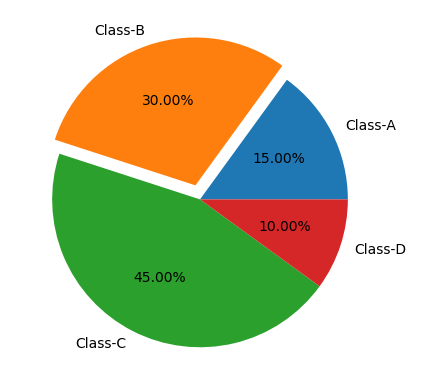 Class-B
30.00%
Class-A
15.00%
10.00%
Class-D
45.00%
Class-C